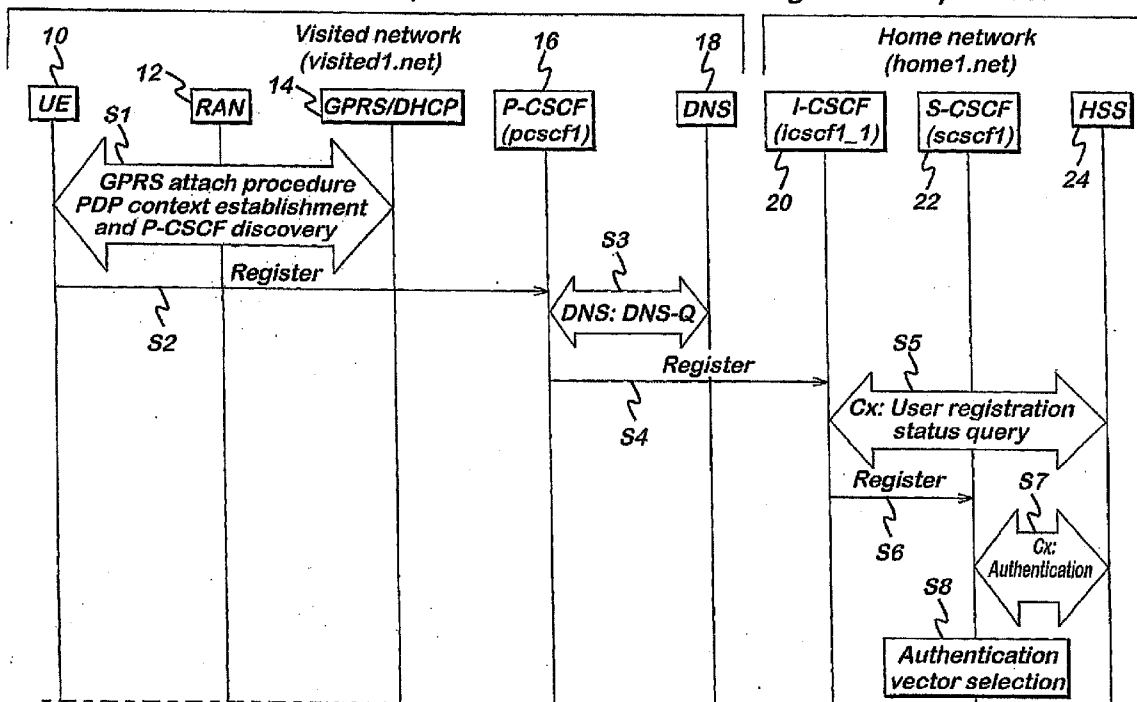 10
Visited network
(visited1.net)
16
18
Home network
(home1.net)
12
14
UE
RAN
GPRS/DHCP
P-CSCF
(pcscf1)
DNS
I-CSCF
(icscf1_1)
S-CSCF
(scscf1)
HSS
S1
20
22
24
GPRS attach procedure
PDP context establishment
and P-CSCF discovery
S3
Register
DNS: DNS-Q
S2
S5
Register
Cx: User registration
status query
S4
Register
S7
S6
Cx:
Authentication
S8
Authentication
vector selection